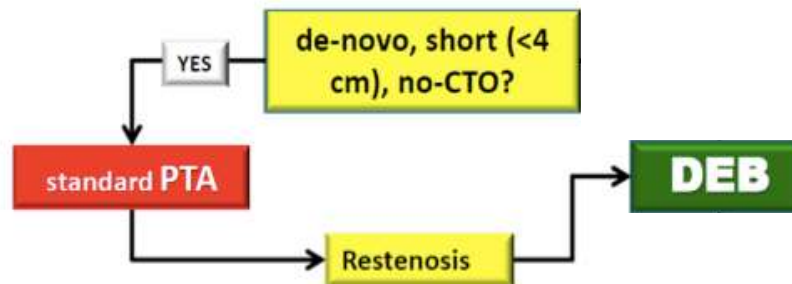 de-novo, short (<4
cm), no-CTO?
YES
standard PTA
DEB
Restenosis